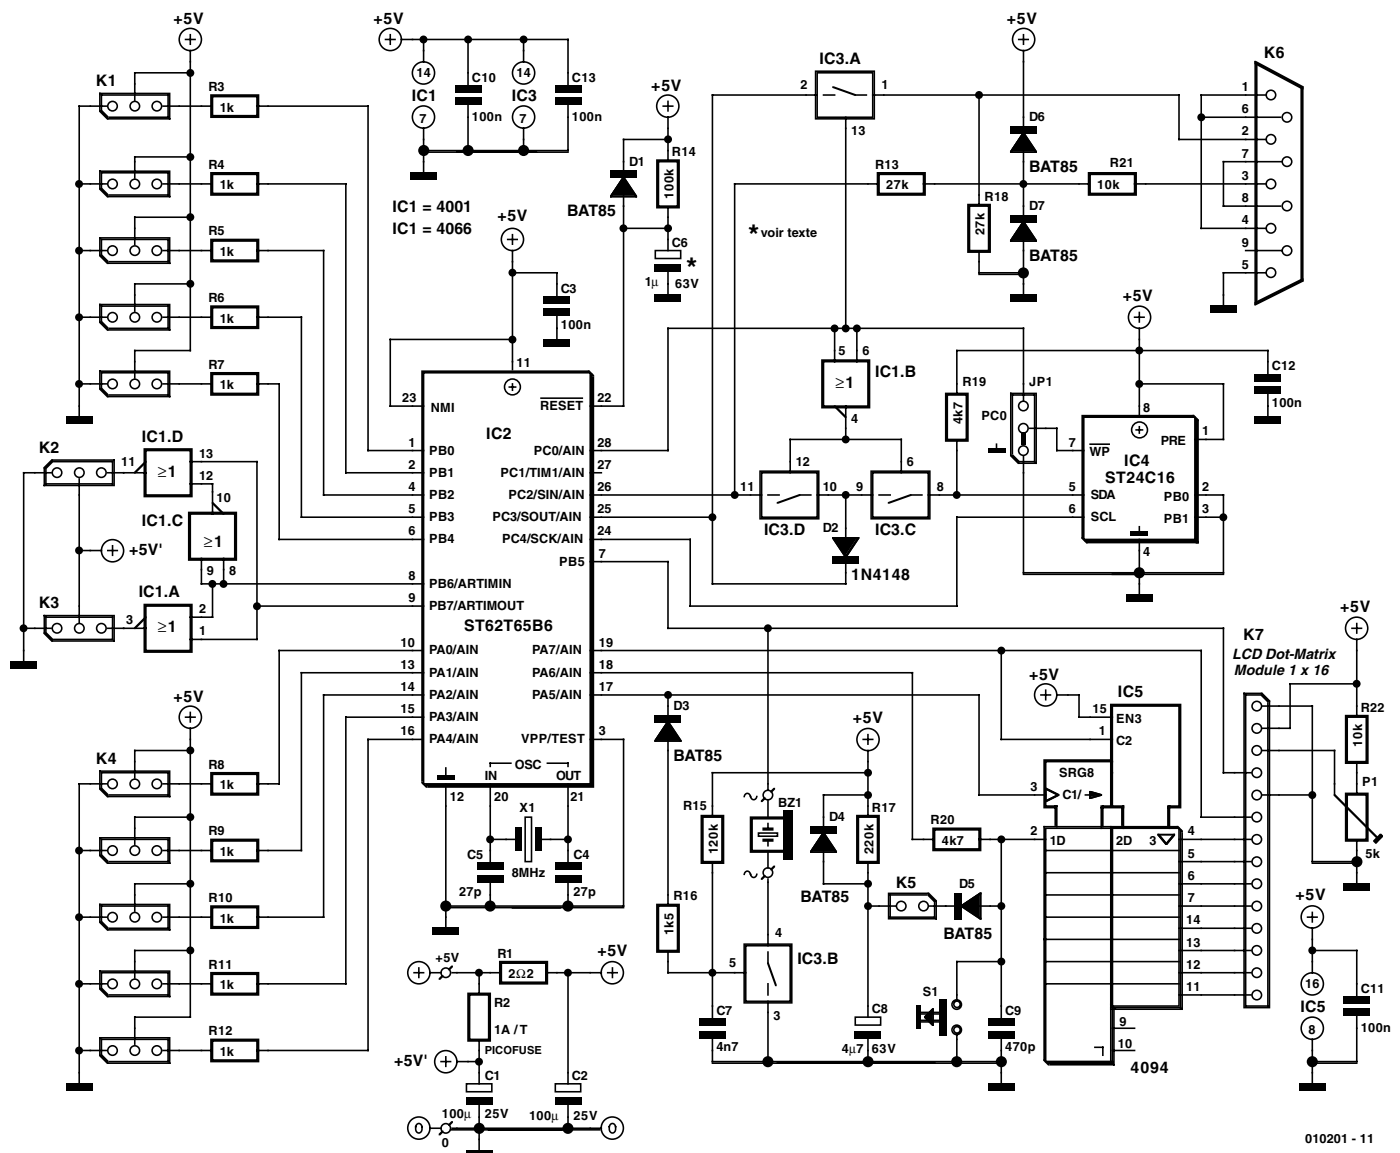 +5V
+5V
+5V
IC3.A
K6
K1
R3
1k
14
C10
14
C13
+5V
2
1
1
IC1
100n
IC3
100n
7
7
13
D6
6
2
D1
R14
100k
BAT85
R4
1k
BAT85
R13
27k
R21
10k
7
3
IC1 = 4001
IC1 = 4066
+5V
R18
27k
D7
8
R5
1k
* voir texte
C6
*
BAT85
4
9
1µ
63V
5
R6
1k
C3
100n
+5V
R7
1k
11
5
6
IC1.B
≥1
R19
4k7
JP1
C12
100n
23
NMI
RESET
22
4
PC0
8
IC2
K2
IC1.D
13
1
PB0
PC0/AIN
28
7
WP
PRE
1
11
≥1
12
2
PB1
PC1/TIM1/AIN
27
12
6
IC4
ST24C16
10
4
PB2
PC2/SIN/AIN
26
11
10
9
8
5
SDA
PB0
2
IC1.C
≥1
5
PB3
PC3/SOUT/AIN
25
IC3.D
D2
IC3.C
6
SCL
PB1
3
+5V'
6
PB4
PC4/SCK/AIN
24
4
9
8
PB5
7
1N4148
K3
IC1.A
8
PB6/ARTIMIN
9
PB7/ARTIMOUT
3
≥1
2
1
ST62T65B6
+5V
K7
LCD Dot-Matrix
Module 1 x 16
10
PA0/AIN
PA7/AIN
19
13
PA1/AIN
PA6/AIN
18
14
PA2/AIN
PA5/AIN
17
+5V
IC5
+5V
15
PA3/AIN
D3
BAT85
15
EN3
R22
10k
16
PA4/AIN
VPP/TEST
3
+5V
1
C2
K4
R8
1k
OSC
IN
OUT
SRG8
12
20
21
3
C1/
P1
5k
X1
8MHz
R15
120k
BZ1
D4
R17
220k
R20
4k7
2
1D
2D
3
4
R9
1k
C5
27p
C4
27p
5
BAT85
K5
D5
6
R10
1k
R16
1k5
BAT85
7
+5V
14
4
+5V
R1
2Ω2
+5V
5
IC3.B
13
R11
1k
12
16
C11
R2
S1
11
IC5
100n
1A / T
PICOFUSE
C7
4n7
3
C8
4µ7
63V
C9
470p
9
8
R12
1k
10
+5V'
4094
C1
C2
100µ
25V
100µ
25V
0
0
0
010201 - 11